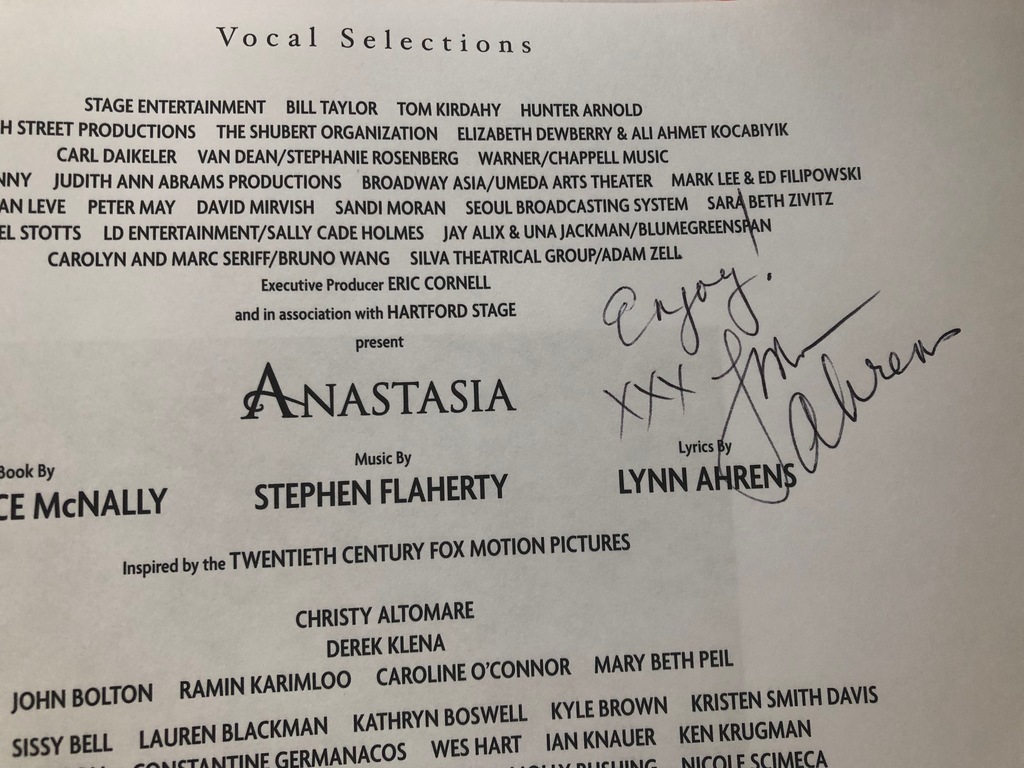 Vocal Selections
STAGE ENTERTAINMENT BILL TAYLOR TOM KIRDAHY HUNTER ARNOLD
H STREET PRODUCTIONS THE SHUBERT ORGANIZATION ELIZABETH DEWBERRY & ALI AHMET KOCABIYIK
CARL DAIKELER VAN DEAN/STEPHANIE ROSENBERG WARNER/CHAPPELL MUSIC
NNY JUDITH ANN ABRAMS PRODUCTIONS BROADWAY ASIA/UMEDA ARTS THEATER MARK LEE & ED FILIPOWSKI
AN LEVE PETER MAY DAVID MIRVISH SANDI MORAN SEOUL BROADCASTING SYSTEM SARA BETH ZIVITZ
EL STOTTS LD ENTERTAINMENT/SALLY CADE HOLMES JAY ALIX & UNA JACKMAN/BLUMEGREENSPAN
CAROLYN AND MARC SERIFF/BRUNO WANG SILVA THEATRICAL GROUP/ADAM ZELL
Executive Producer ERIC CORNELL
and in association with HARTFORD STAGE
present
Enjoy!
XXX Lynn Ahrens
ANASTASIA
Book By Music By Lyrics By
CE McNALLY STEPHEN FLAHERTY LYNN AHRENS
Inspired by the TWENTIETH CENTURY FOX MOTION PICTURES
CHRISTY ALTOMARE
DEREK KLENA
JOHN BOLTON RAMIN KARIMLOO CAROLINE O'CONNOR MARY BETH PEIL
SISSY BELL LAUREN BLACKMAN KATHRYN BOSWELL KYLE BROWN KRISTEN SMITH DAVIS
CONSTANTINE GERMANACOS WES HART IAN KNAUER KEN KRUGMAN
RUSHING NICOLE SCIMECA